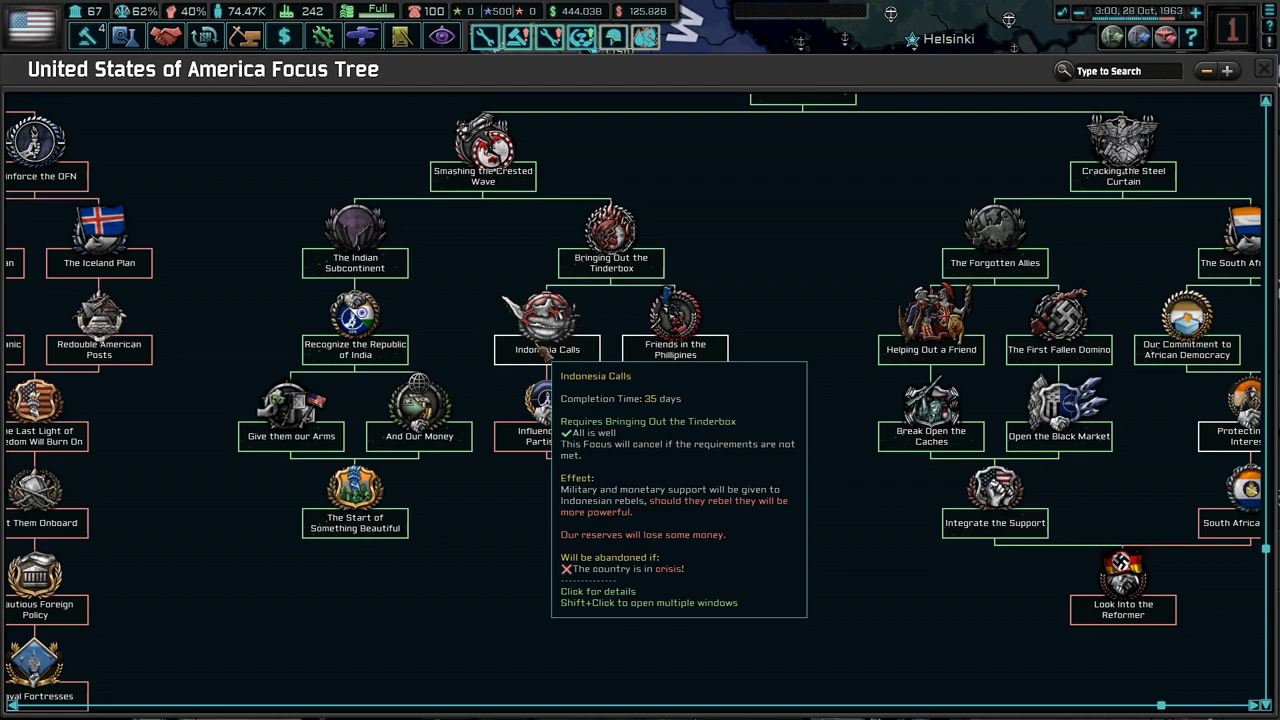 67 62% 40% 74.47K 242 Full 100 0 500 0 $ 444.03B $ 125.82B
3:00, 28 Oct, 1963
1
4
Helsinki
United States of America Focus Tree
Type to Search
Smashing the Crested
Wave
Cracking the Steel
Curtain
inforce the OFN
The Iceland Plan
The Indian
Subcontinent
Bringing Out the
Tinderbox
The Forgotten Allies
The South Af
Redouble American
Posts
Recognize the Republic
of India
Indonesia Calls
Friends in the
Phillipines
Helping Out a Friend
The First Fallen Domino
Our Commitment to
African Democracy
he Last Light of
edom Will Burn On
Give them our Arms
And Our Money
Influen
Partis
Break Open the
Caches
Open the Black Market
Protectin
Interes
t Them Onboard
The Start of
Something Beautiful
Integrate the Support
South Africa
autious Foreign
Policy
Look Into the
Reformer
aval Fortresses
Indonesia Calls
Completion Time: 35 days
Requires Bringing Out the Tinderbox
All is well
This Focus will cancel if the requirements are not
met.
Effect:
Military and monetary support will be given to
Indonesian rebels, should they rebel they will be
more powerful.
Our reserves will lose some money.
Will be abandoned if:
The country is in crisis!
--------------
Click for details
Shift+Click to open multiple windows